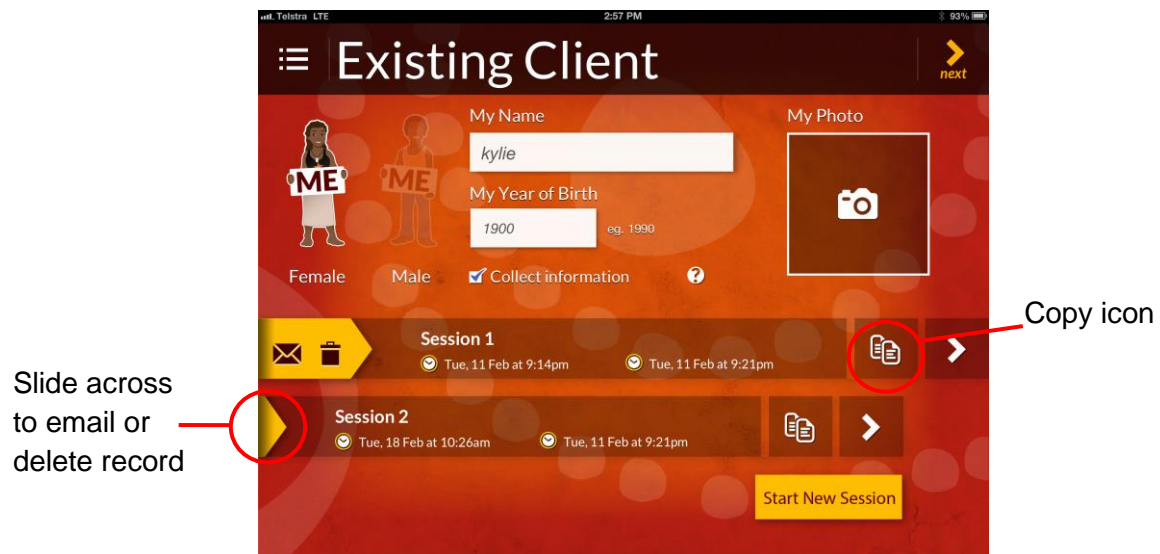 Telstra LTE 2:57 PM 93%
Existing Client
next
My Name My Photo
kylie
ME ME
My Year of Birth
1900 eg. 1990
Female Male Collect information ?
Copy icon
Session 1
Tue, 11 Feb at 9:14pm Tue, 11 Feb at 9:21pm
Slide across
to email or
delete record
Session 2
Tue, 18 Feb at 10:26am Tue, 11 Feb at 9:21pm
Start New Session